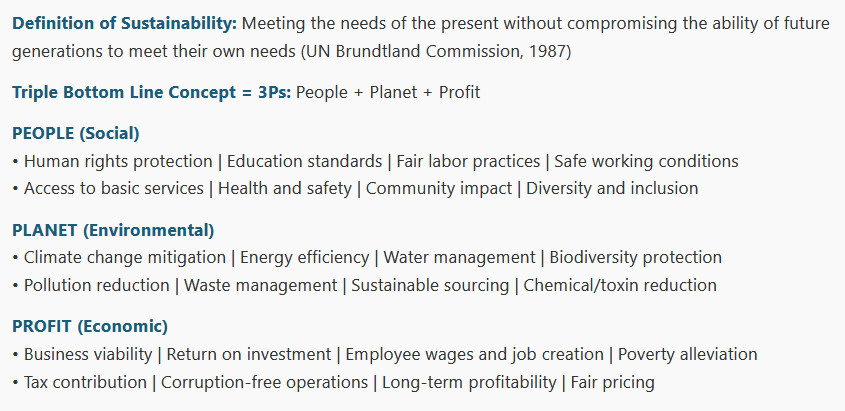 Definition of Sustainability: Meeting the needs of the present without compromising the ability of future
generations to meet their own needs (UN Brundtland Commission, 1987)
Triple Bottom Line Concept = 3Ps: People + Planet + Profit
PEOPLE (Social)
• Human rights protection | Education standards | Fair labor practices | Safe working conditions
• Access to basic services | Health and safety | Community impact | Diversity and inclusion
PLANET (Environmental)
• Climate change mitigation | Energy efficiency | Water management | Biodiversity protection
• Pollution reduction | Waste management | Sustainable sourcing | Chemical/toxin reduction
PROFIT (Economic)
• Business viability | Return on investment | Employee wages and job creation | Poverty alleviation
• Tax contribution | Corruption-free operations | Long-term profitability | Fair pricing